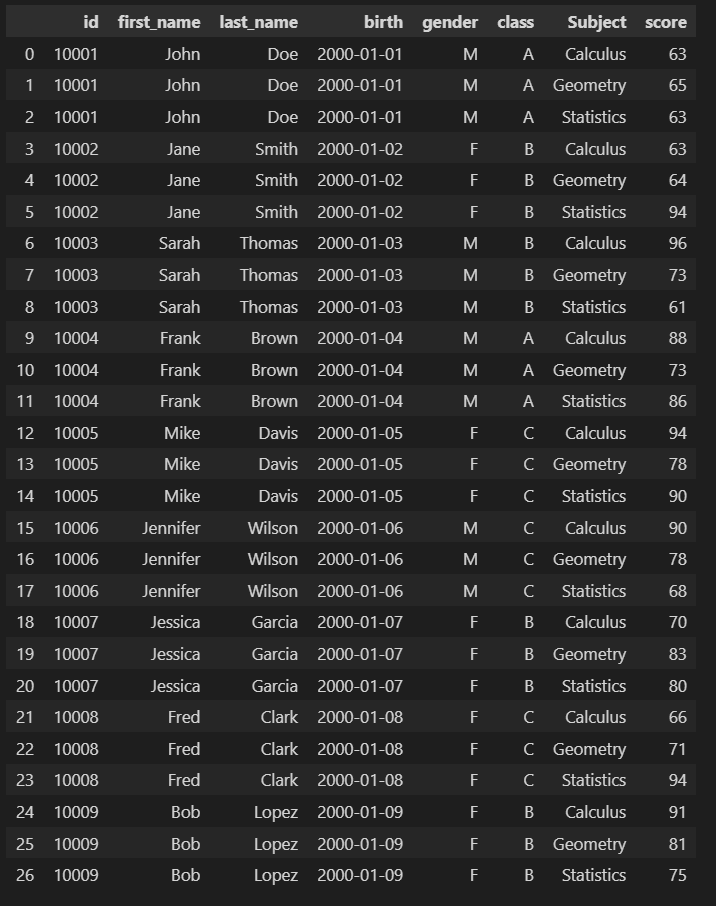 id first_name last_name birth gender class Subject score
0 10001 John Doe 2000-01-01 M A Calculus 63
1 10001 John Doe 2000-01-01 M A Geometry 65
2 10001 John Doe 2000-01-01 M A Statistics 63
3 10002 Jane Smith 2000-01-02 F B Calculus 63
4 10002 Jane Smith 2000-01-02 F B Geometry 64
5 10002 Jane Smith 2000-01-02 F B Statistics 94
6 10003 Sarah Thomas 2000-01-03 M B Calculus 96
7 10003 Sarah Thomas 2000-01-03 M B Geometry 73
8 10003 Sarah Thomas 2000-01-03 M B Statistics 61
9 10004 Frank Brown 2000-01-04 M A Calculus 88
10 10004 Frank Brown 2000-01-04 M A Geometry 73
11 10004 Frank Brown 2000-01-04 M A Statistics 86
12 10005 Mike Davis 2000-01-05 F C Calculus 94
13 10005 Mike Davis 2000-01-05 F C Geometry 78
14 10005 Mike Davis 2000-01-05 F C Statistics 90
15 10006 Jennifer Wilson 2000-01-06 M C Calculus 90
16 10006 Jennifer Wilson 2000-01-06 M C Geometry 78
17 10006 Jennifer Wilson 2000-01-06 M C Statistics 68
18 10007 Jessica Garcia 2000-01-07 F B Calculus 70
19 10007 Jessica Garcia 2000-01-07 F B Geometry 83
20 10007 Jessica Garcia 2000-01-07 F B Statistics 80
21 10008 Fred Clark 2000-01-08 F C Calculus 66
22 10008 Fred Clark 2000-01-08 F C Geometry 71
23 10008 Fred Clark 2000-01-08 F C Statistics 94
24 10009 Bob Lopez 2000-01-09 F B Calculus 91
25 10009 Bob Lopez 2000-01-09 F B Geometry 81
26 10009 Bob Lopez 2000-01-09 F B Statistics 75